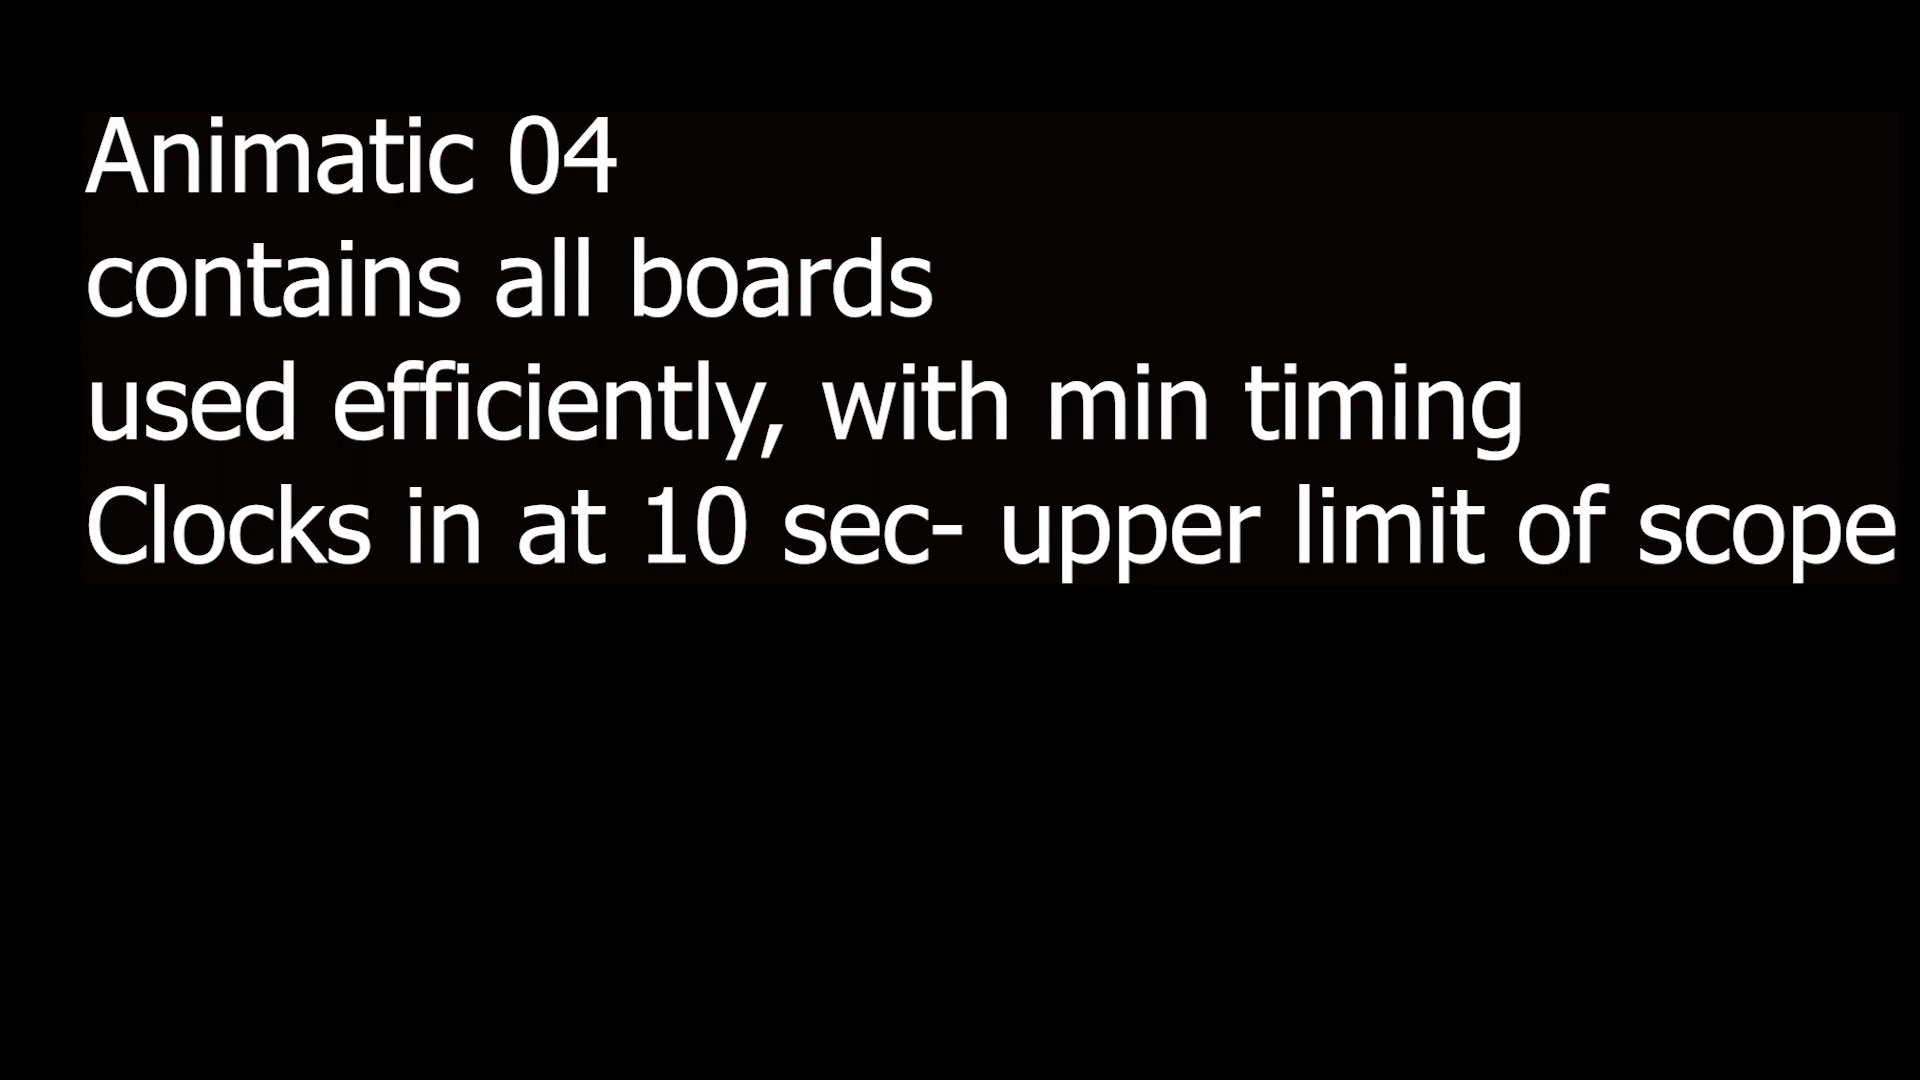 Animatic 04
contains all boards
used efficiently, with min timing
Clocks in at 10 sec- upper limit of scope